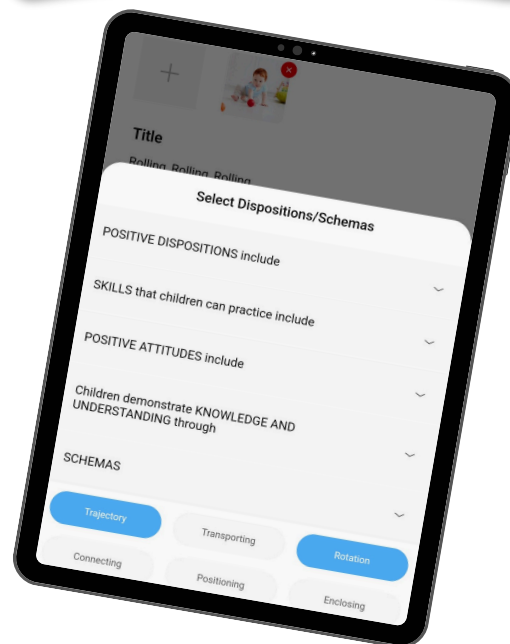 Title
Rolling, Rolling, Rolling
Select Dispositions/Schemas
POSITIVE DISPOSITIONS include
SKILLS that children can practice include
POSITIVE ATTITUDES include
Children demonstrate KNOWLEDGE AND
UNDERSTANDING through
SCHEMAS
Trajectory
Transporting
Rotation
Connecting
Positioning
Enclosing